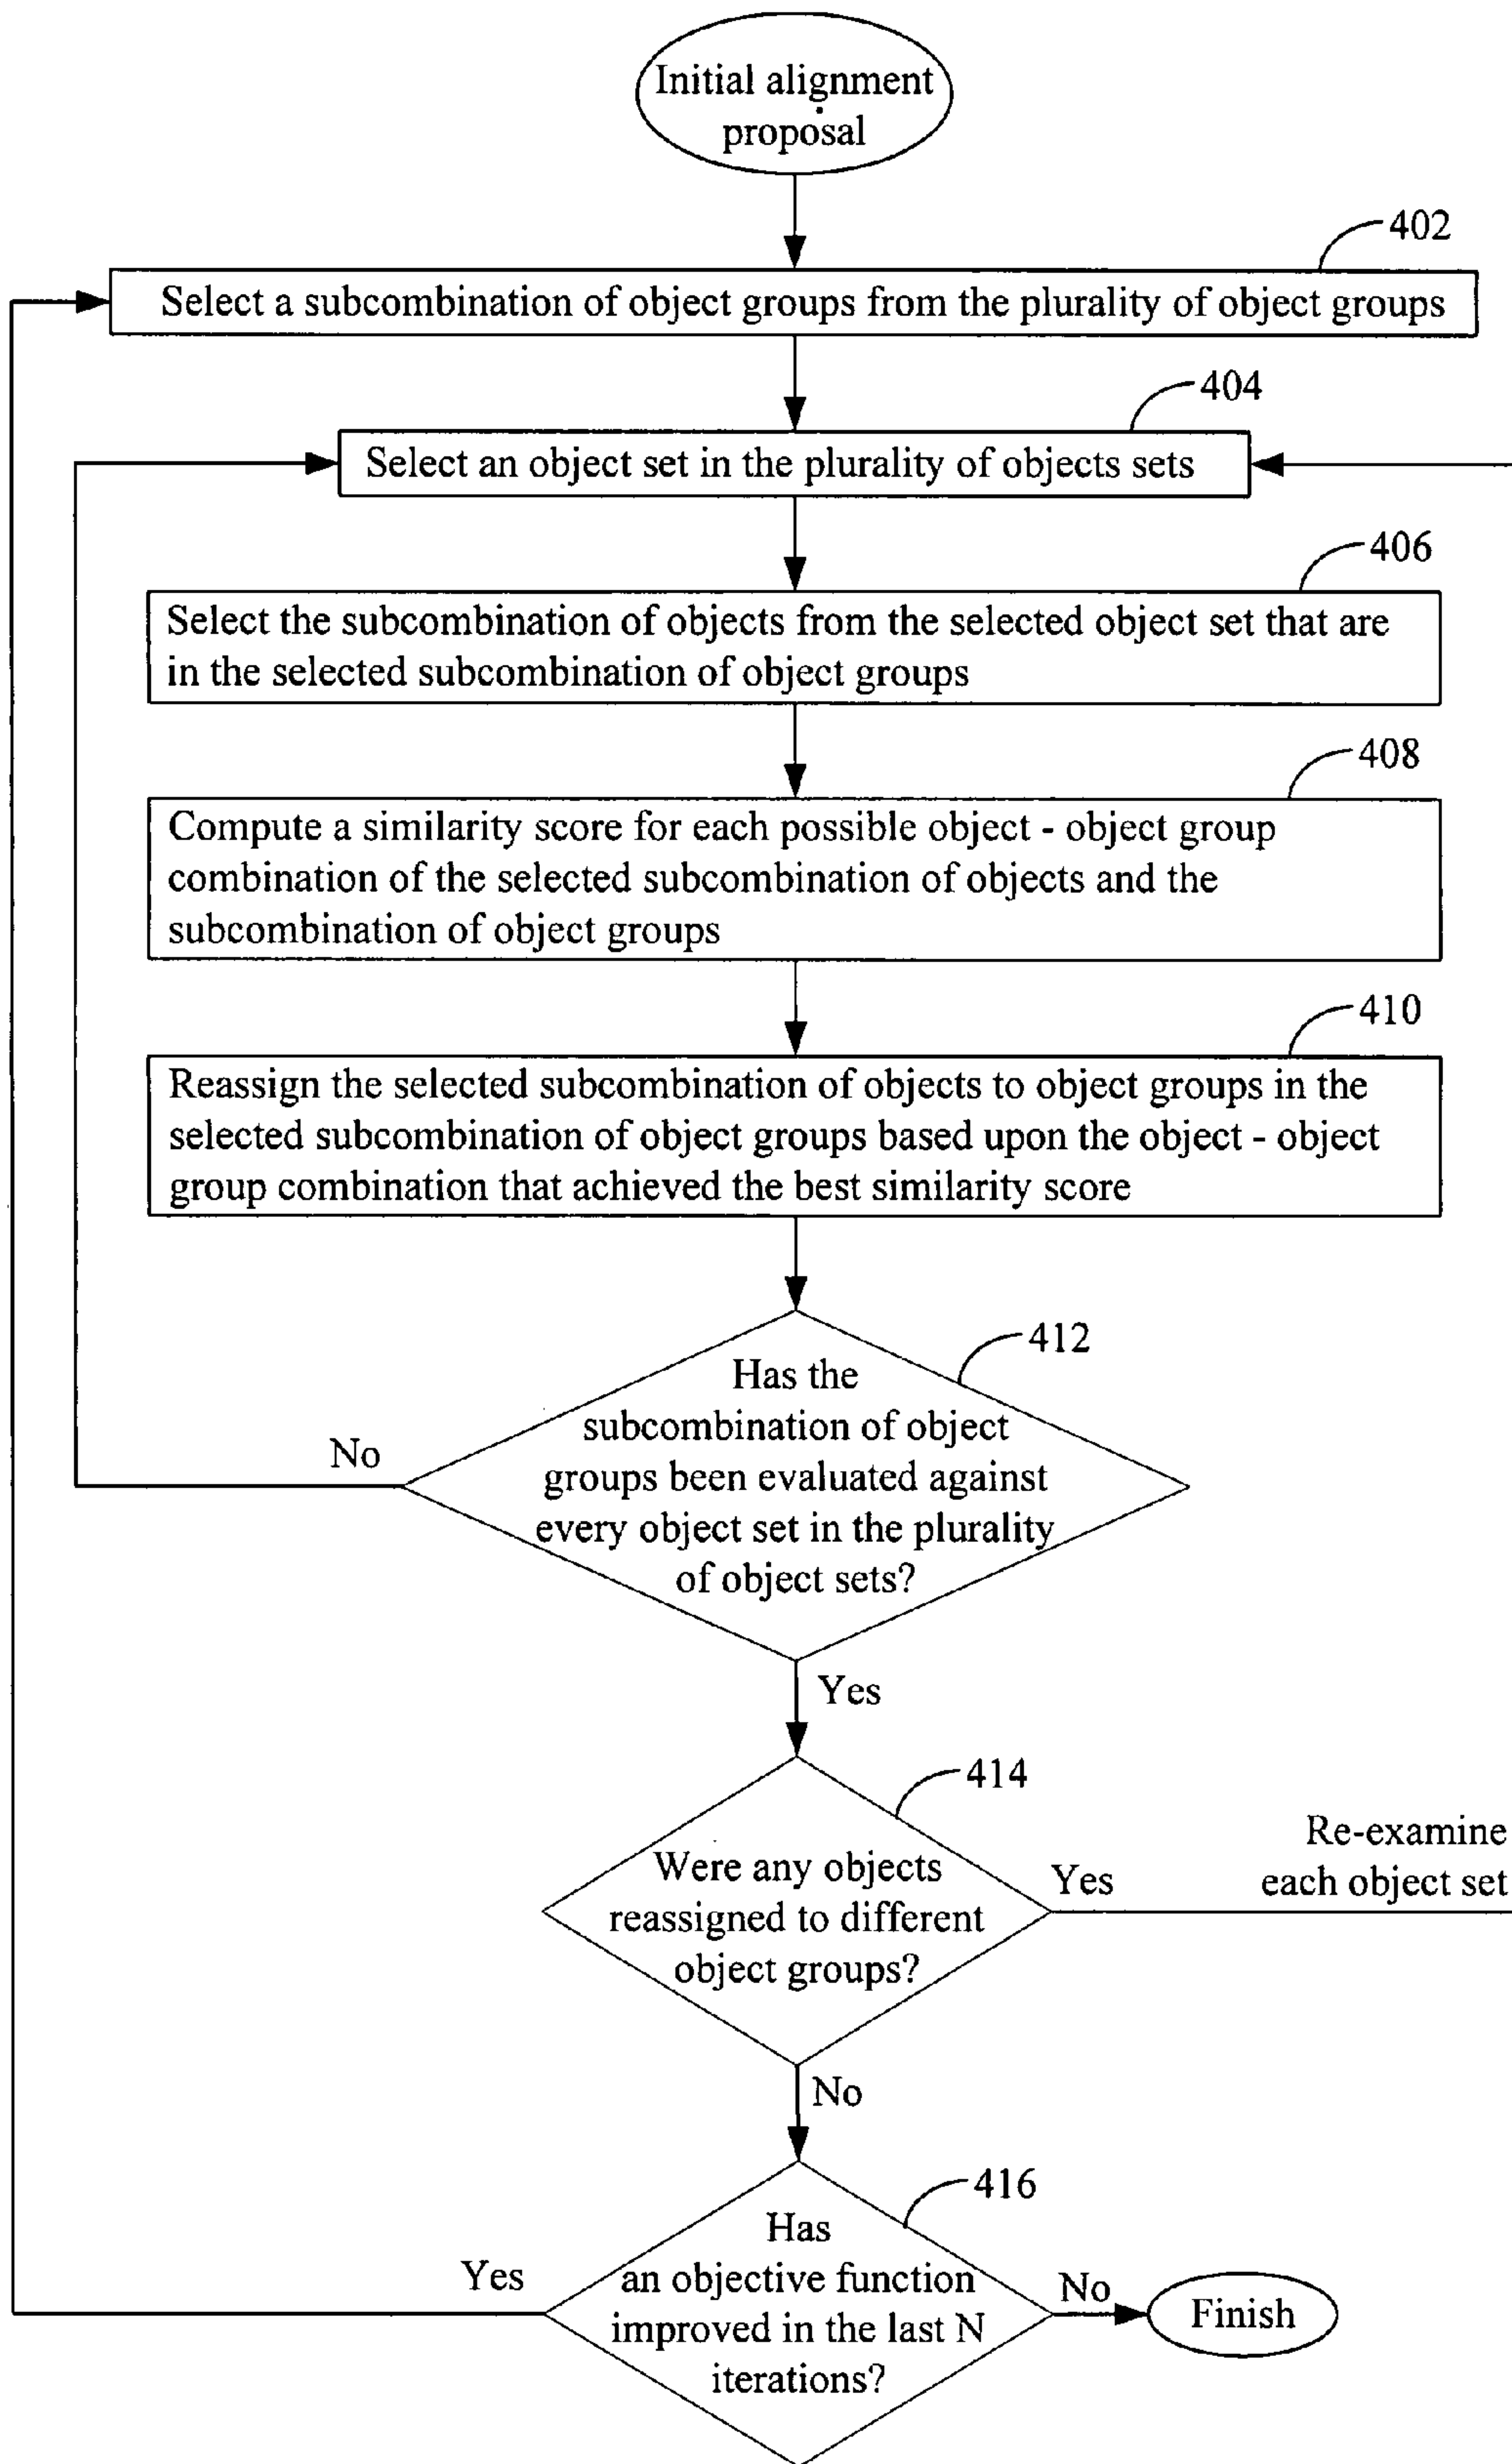 Initial alignment
proposal
402
Select a subcombination of object groups from the plurality of object groups
404
Select an object set in the plurality of objects sets
406
Select the subcombination of objects from the selected object set that are
in the selected subcombination of object groups
408
Compute a similarity score for each possible object - object group
combination of the selected subcombination of objects and the
subcombination of object groups
410
Reassign the selected subcombination of objects to object groups in the
selected subcombination of object groups based upon the object - object
group combination that achieved the best similarity score
412
Has the
subcombination of object
groups been evaluated against
every object set in the plurality
of object sets?
No
Yes
414
Were any objects
reassigned to different
object groups?
Yes
Re-examine
each object set
No
416
Has
an objective function
improved in the last N
iterations?
Yes
No
Finish